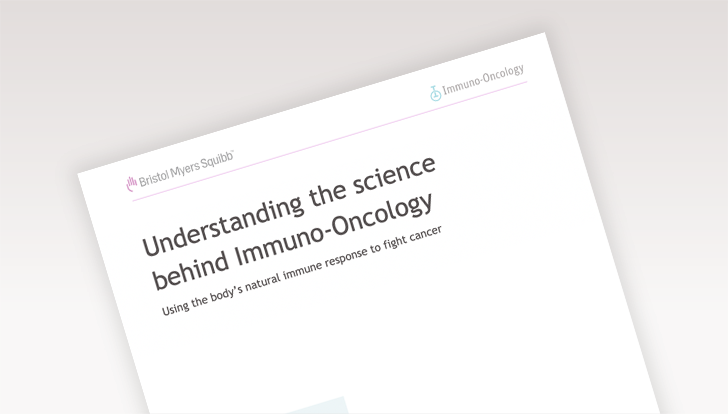 Bristol Myers Squibb™
Immuno-Oncology
Understanding the science
behind Immuno-Oncology
Using the body's natural immune response to fight cancer